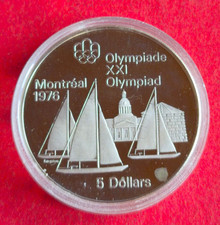 Olympiade
XXI
Olympiad
Montréal
1976
5 Dollars